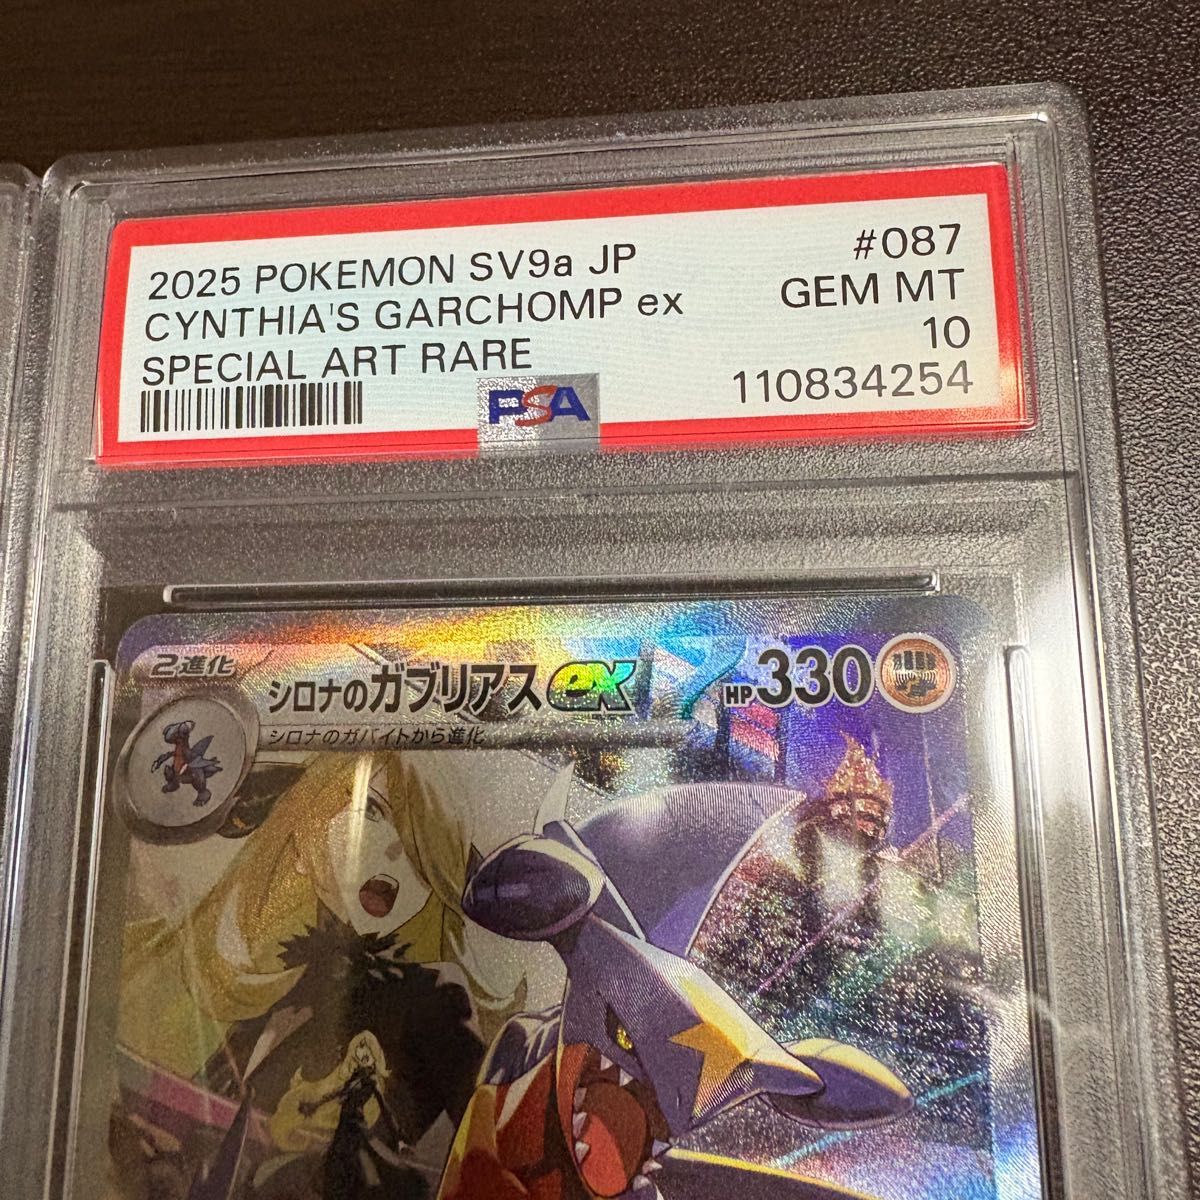 2025 POKEMON SV9a JP
#087
CYNTHIA'S GARCHOMP ex
GEM MT
SPECIAL ART RARE
10
PSA
110834254
2進化
シロナのガブリアスex
HP330
シロナのガバイトから進化